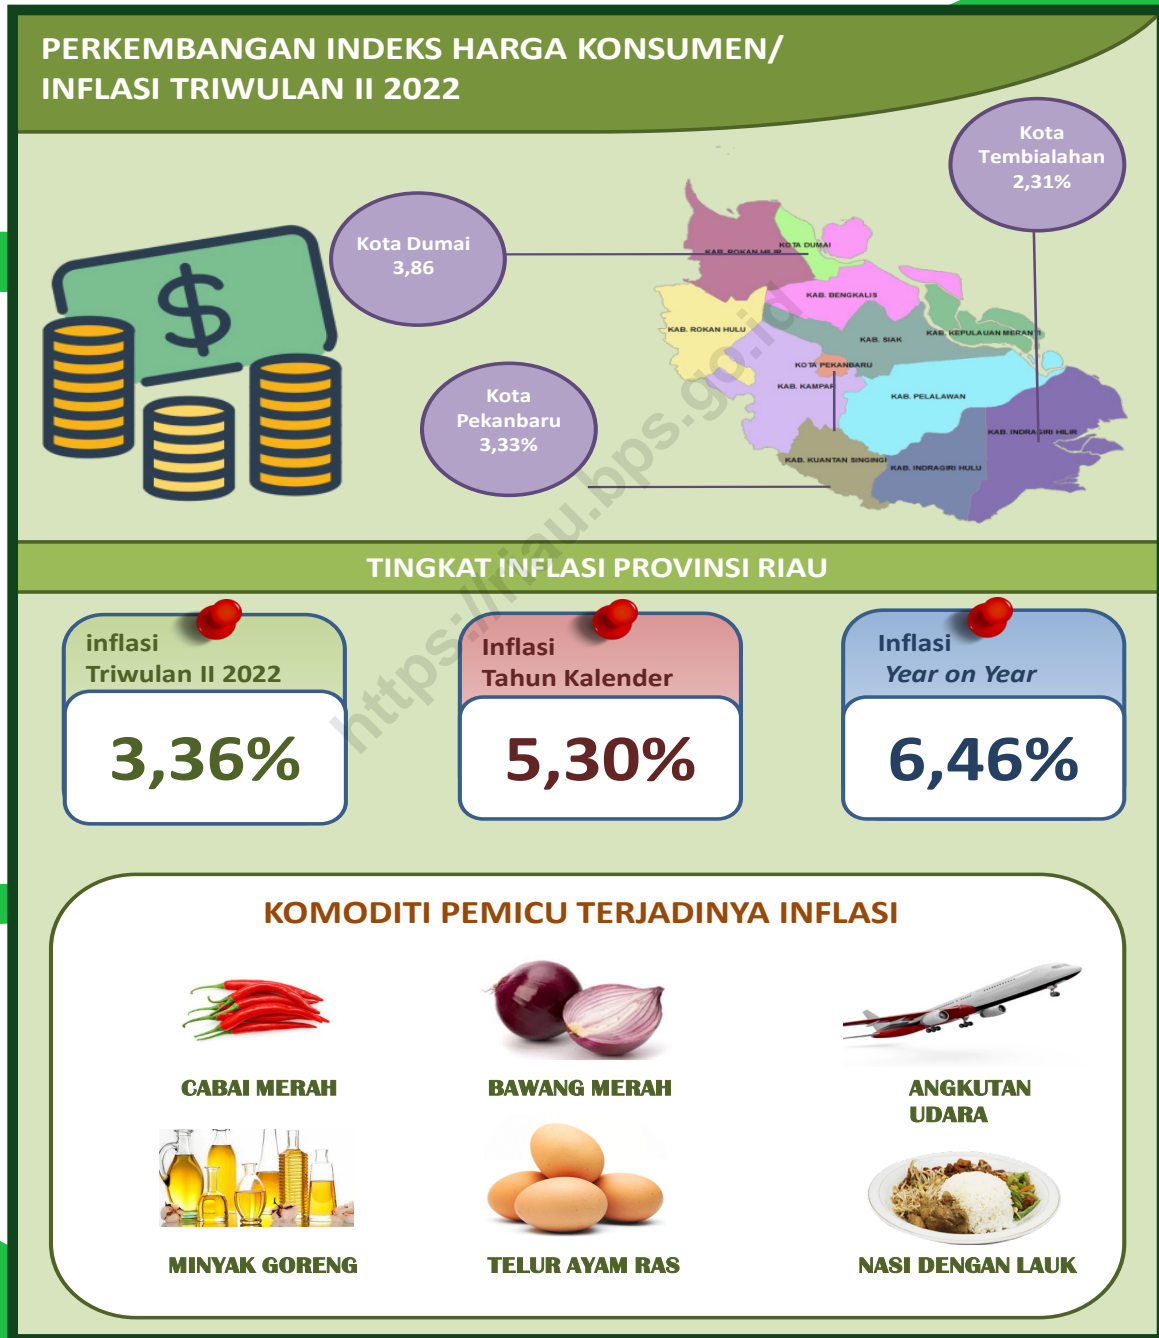 PERKEMBANGAN INDEKS HARGA KONSUMEN/
INFLASI TRIWULAN II 2022
Kota
Tembialahan
2,31%
Kota Dumai
3,86
Kota
Pekanbaru
3,33%
KAB. ROKAN HILIR
KOTA DUMAI
KAB. BENGKALIS
KAB. ROKAN HULU
KAB. SIAK
KAB. KEPULAUAN MERANTI
KOTA PEKANBARU
KAB. KAMPAR
KAB. PELALAWAN
KAB. INDRAGIRI HILIR
KAB. KUANTAN SINGINGI
KAB. INDRAGIRI HULU
https://riau.bps.go.id
TINGKAT INFLASI PROVINSI RIAU
inflasi
Triwulan II 2022
3,36%
Inflasi
Tahun Kalender
5,30%
Inflasi
Year on Year
6,46%
KOMODITI PEMICU TERJADINYA INFLASI
CABAI MERAH
BAWANG MERAH
ANGKUTAN
UDARA
MINYAK GORENG
TELUR AYAM RAS
NASI DENGAN LAUK